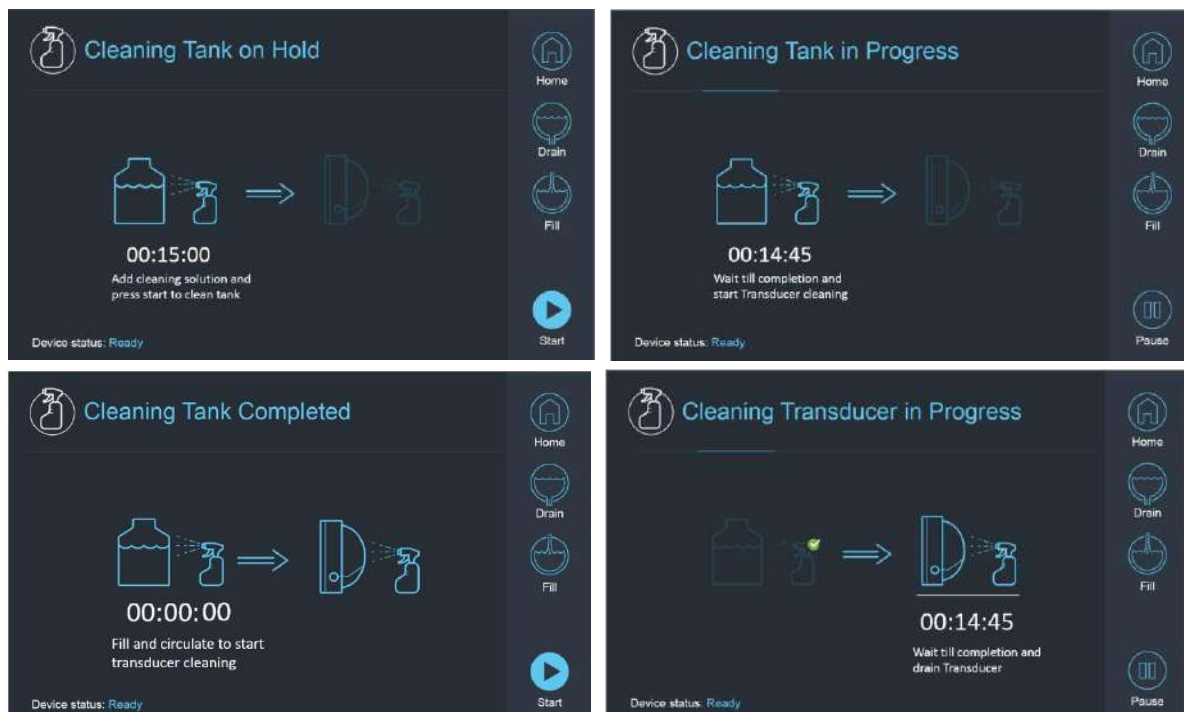 Cleaning Tank on Hold
Home
Drain
Fill
00:15:00
Add cleaning solution and
press start to clean tank
Device status: Ready
Start
Cleaning Tank in Progress
Home
Drain
Fill
00:14:45
Wait till completion and
start Transducer cleaning
Device status: Ready
Pause
Cleaning Tank Completed
Home
Drain
Fill
00:00:00
Fill and circulate to start
transducer cleaning
Device status: Ready
Start
Cleaning Transducer in Progress
Home
Drain
Fill
00:14:45
Wait till completion and
drain Transducer
Device status: Ready
Pause